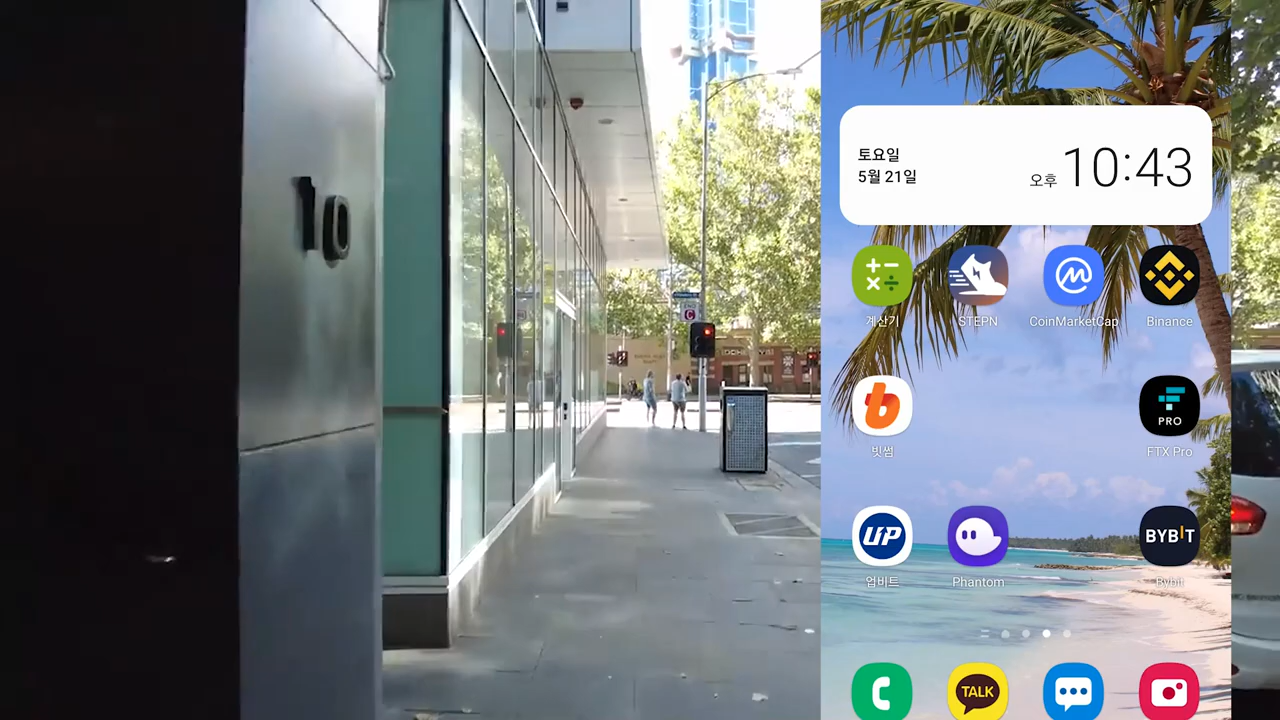 10
토요일
5월 21일
오후 10:43
계산기
STEPN
CoinMarketCap
Binance
빗썸
PRO
FTX Pro
UP
BYBIT
업비트
Phantom
Bybit
TALK